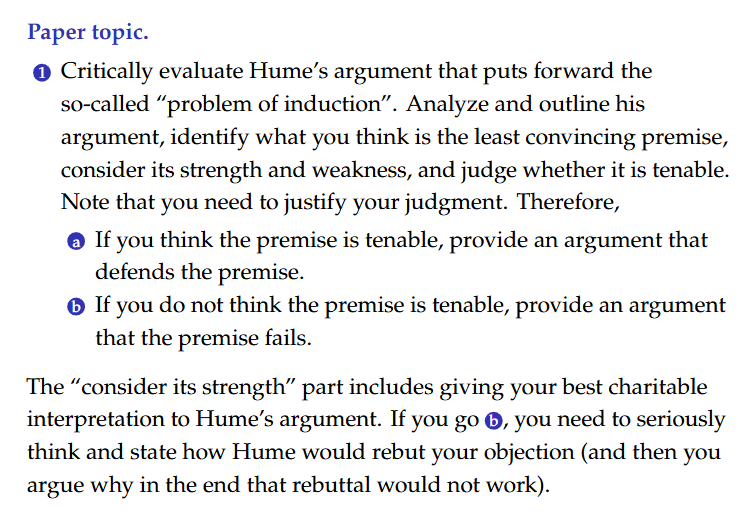 Paper topic.
1 Critically evaluate Hume's argument that puts forward the
so-called “problem of induction”. Analyze and outline his
argument, identify what you think is the least convincing premise,
consider its strength and weakness, and judge whether it is tenable.
Note that you need to justify your judgment. Therefore,
a If you think the premise is tenable, provide an argument that
defends the premise.
b If you do not think the premise is tenable, provide an argument
that the premise fails.
The “consider its strength” part includes giving your best charitable
interpretation to Hume's argument. If you go b, you need to seriously
think and state how Hume would rebut your objection (and then you
argue why in the end that rebuttal would not work).